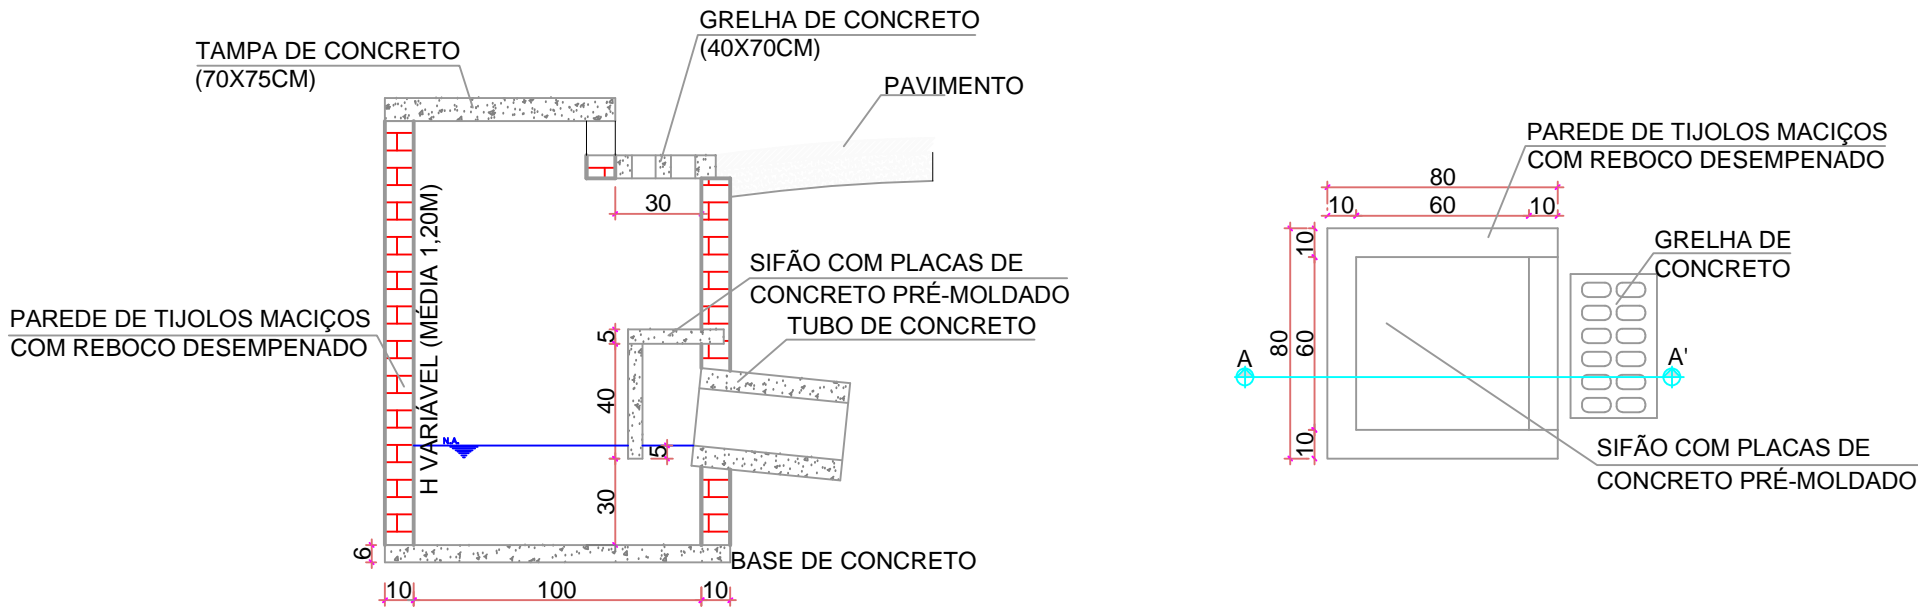 GRELHA DE CONCRETO
(40X70CM)
TAMPA DE CONCRETO
(70X75CM)
PAVIMENTO
30
H VARIÁVEL (MÉDIA 1,20M)
SIFÃO COM PLACAS DE
CONCRETO PRÉ-MOLDADO
TUBO DE CONCRETO
PAREDE DE TIJOLOS MACIÇOS
COM REBOCO DESEMPENADO
5
40
N.A.
5
30
6
BASE DE CONCRETO
10
100
10
PAREDE DE TIJOLOS MACIÇOS
COM REBOCO DESEMPENADO
80
10
60
10
10
GRELHA DE
CONCRETO
80
60
A
A'
10
SIFÃO COM PLACAS DE
CONCRETO PRÉ-MOLDADO